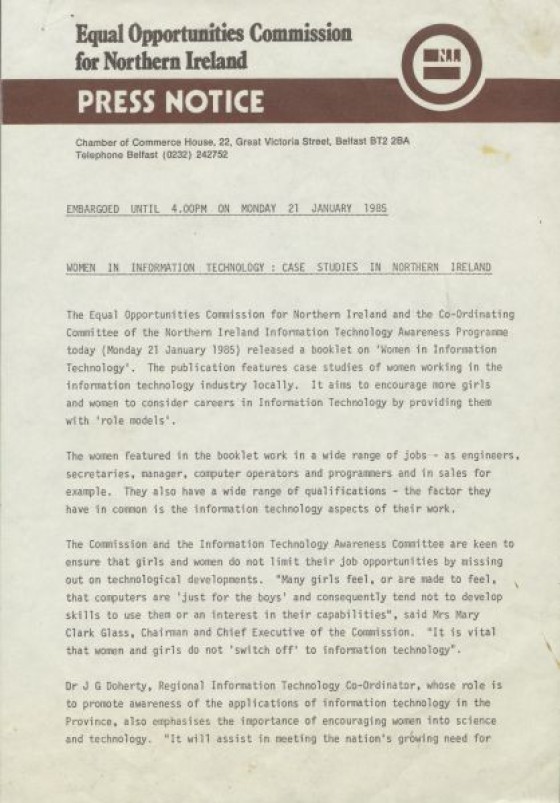 Equal Opportunities Commission
for Northern Ireland
N.I.
PRESS NOTICE
Chamber of Commerce House, 22, Great Victoria Street, Belfast BT2 2BA
Telephone Belfast (0232) 242752
EMBARGOED UNTIL 4.00PM ON MONDAY 21 JANUARY 1985
WOMEN IN INFORMATION TECHNOLOGY : CASE STUDIES IN NORTHERN IRELAND
The Equal Opportunities Commission for Northern Ireland and the Co-Ordinating
Committee of the Northern Ireland Information Technology Awareness Programme
today (Monday 21 January 1985) released a booklet on 'Women in Information
Technology'. The publication features case studies of women working in the
information technology industry locally. It aims to encourage more girls
and women to consider careers in Information Technology by providing them
with 'role models'.
The women featured in the booklet work in a wide range of jobs - as engineers,
secretaries, manager, computer operators and programmers and in sales for
example. They also have a wide range of qualifications - the factor they
have in common is the information technology aspects of their work.
The Commission and the Information Technology Awareness Committee are keen to
ensure that girls and women do not limit their job opportunities by missing
out on technological developments. "Many girls feel, or are made to feel,
that computers are 'just for the boys' and consequently tend not to develop
skills to use them or an interest in their capabilities", said Mrs Mary
Clark Glass, Chairman and Chief Executive of the Commission. "It is vital
that women and girls do not 'switch off' to information technology".
Dr J G Doherty, Regional Information Technology Co-Ordinator, whose role is
to promote awareness of the applications of information technology in the
Province, also emphasises the importance of encouraging women into science
and technology. "It will assist in meeting the nation's growing need for